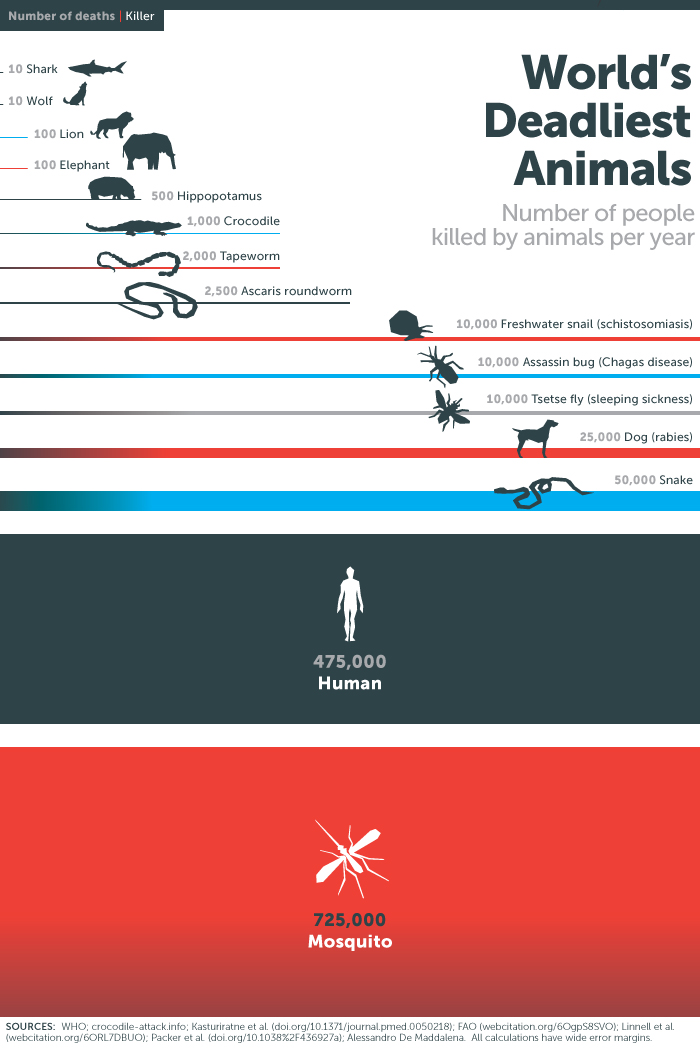 Number of deaths | Killer
World's
Deadliest
Animals
Number of people
killed by animals per year
10 Shark
10 Wolf
100 Lion
100 Elephant
500 Hippopotamus
1,000 Crocodile
2,000 Tapeworm
2,500 Ascaris roundworm
10,000 Freshwater snail (schistosomiasis)
10,000 Assassin bug (Chagas disease)
10,000 Tsetse fly (sleeping sickness)
25,000 Dog (rabies)
50,000 Snake
475,000
Human
725,000
Mosquito
SOURCES: WHO; crocodile-attack.info; Kasturiratne et al. (doi.org/10.1371/journal.pmed.0050218); FAO (webcitation.org/6OgpS8SVO); Linnell et al.
(webcitation.org/6ORL7DBUO); Packer et al. (doi.org/10.1038%2F436927a); Alessandro De Maddalena. All calculations have wide error margins.